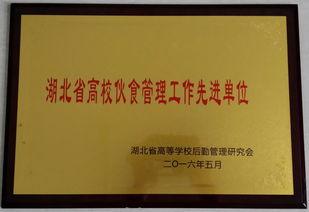 湖北省高校伙食管理工作先进单位
湖北省高等学校后勤管理研究会
二〇一六年五月